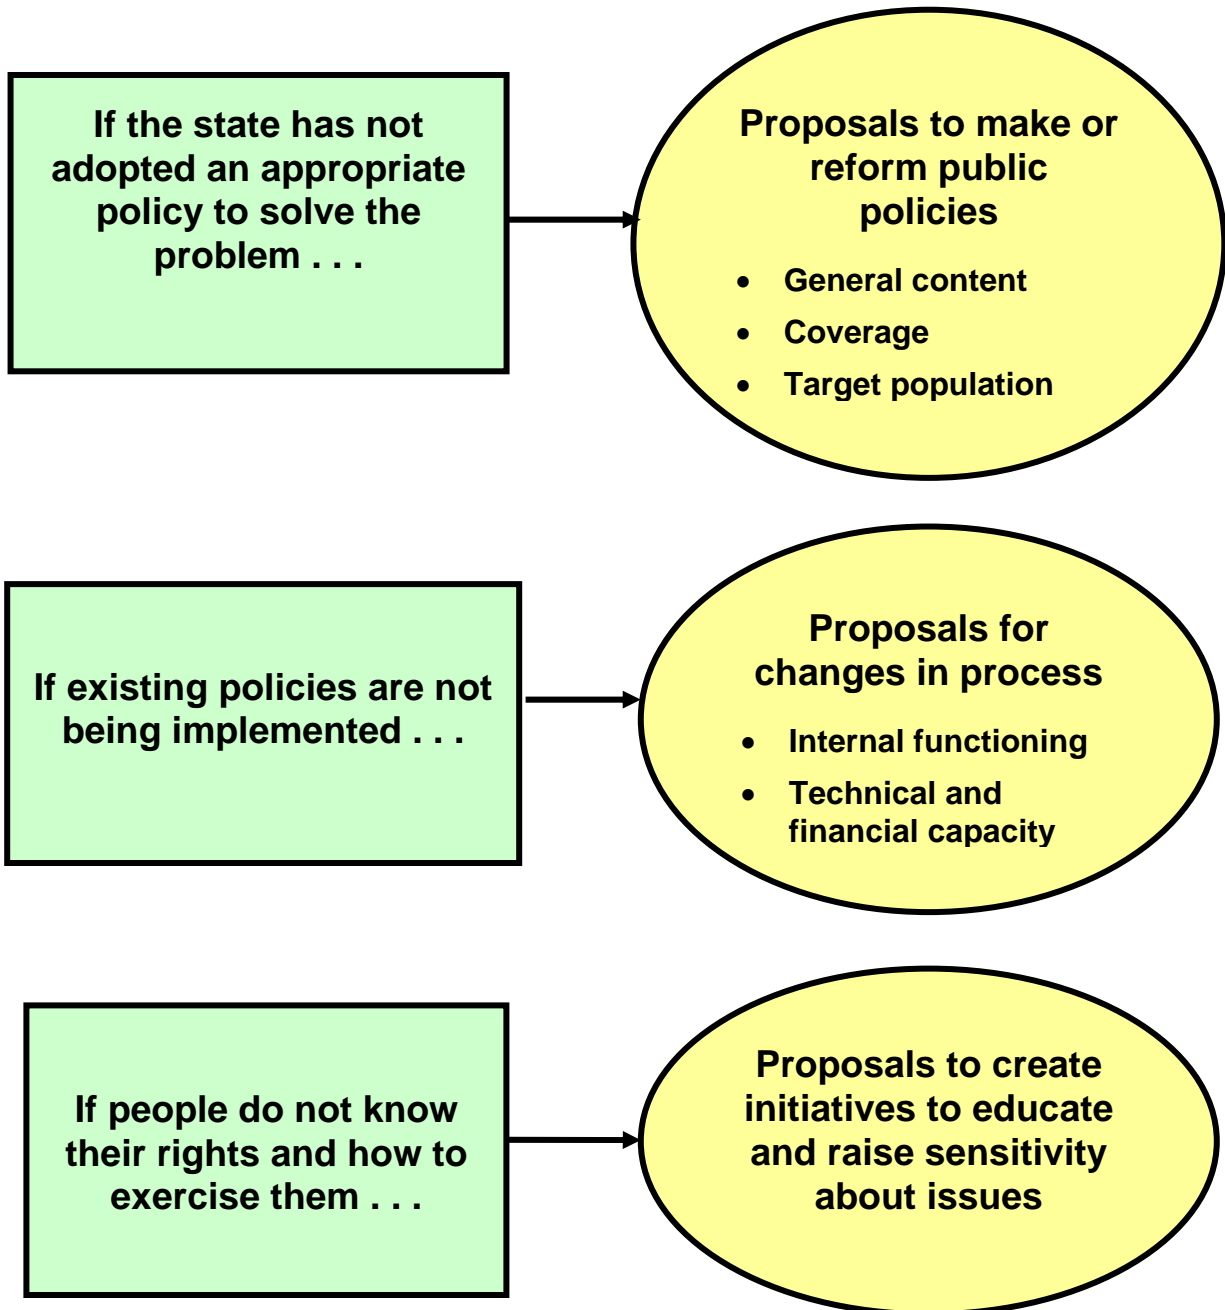 If the state has not
adopted an appropriate
policy to solve the
problem . . .
Proposals to make or
reform public
policies
• General content
• Coverage
• Target population
If existing policies are not
being implemented . . .
Proposals for
changes in process
• Internal functioning
• Technical and
financial capacity
If people do not know
their rights and how to
exercise them . . .
Proposals to create
initiatives to educate
and raise sensitivity
about issues